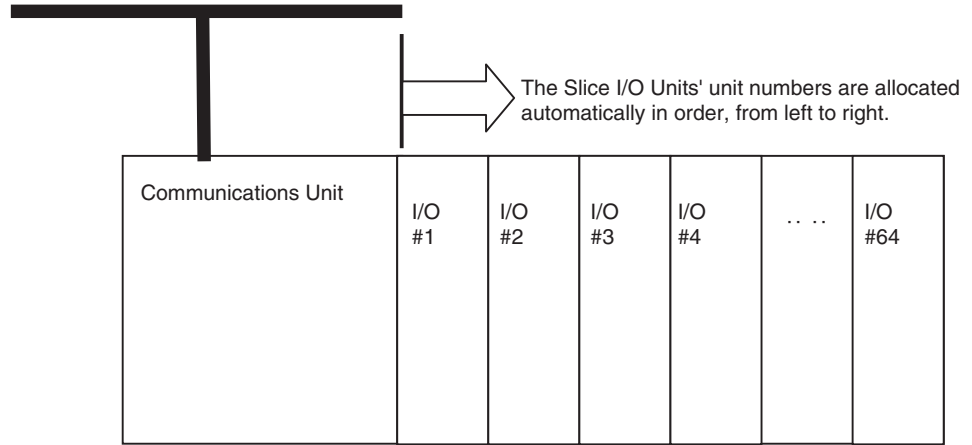 The Slice I/O Units' unit numbers are allocated
automatically in order, from left to right.
Communications Unit
I/O
#1
I/O
#2
I/O
#3
I/O
#4
.. ..
I/O
#64